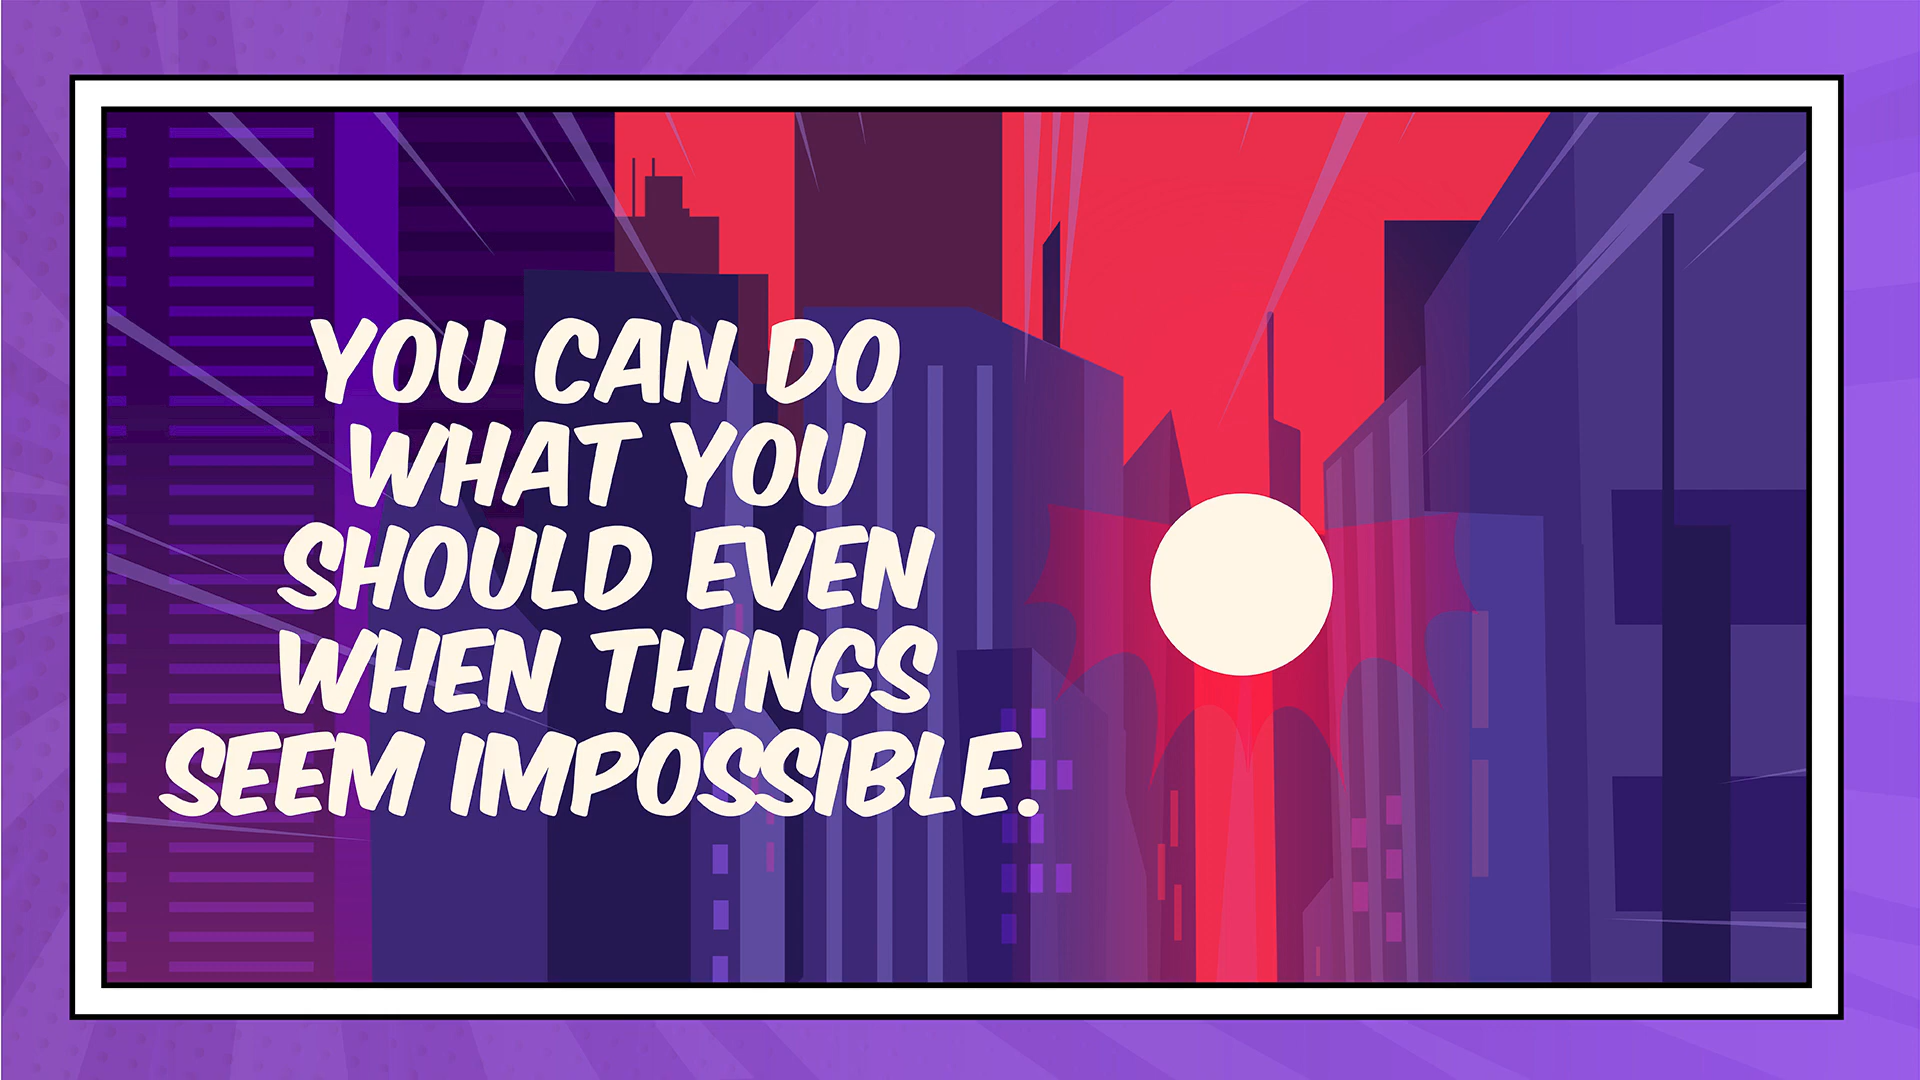 YOU CAN DO
WHAT YOU
SHOULD EVEN
WHEN THINGS
SEEM IMPOSSIBLE.